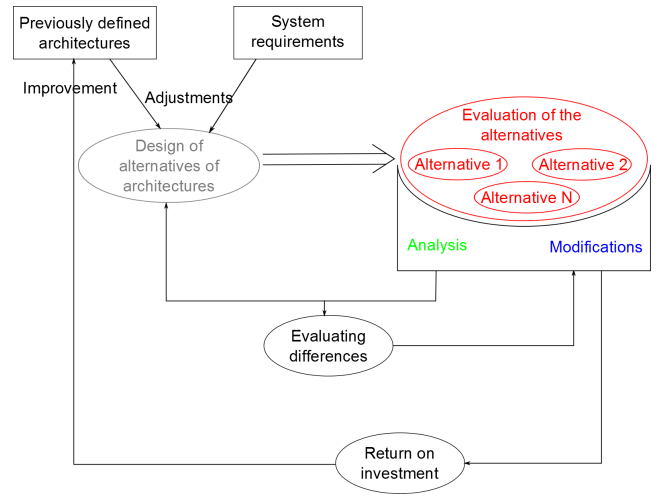 Previously defined
architectures
System
requirements
Improvement
Adjustments
Design of
alternatives of
architectures
Evaluation of the
alternatives
Alternative 1
Alternative 2
Alternative N
Analysis
Modifications
Evaluating
differences
Return on
investment